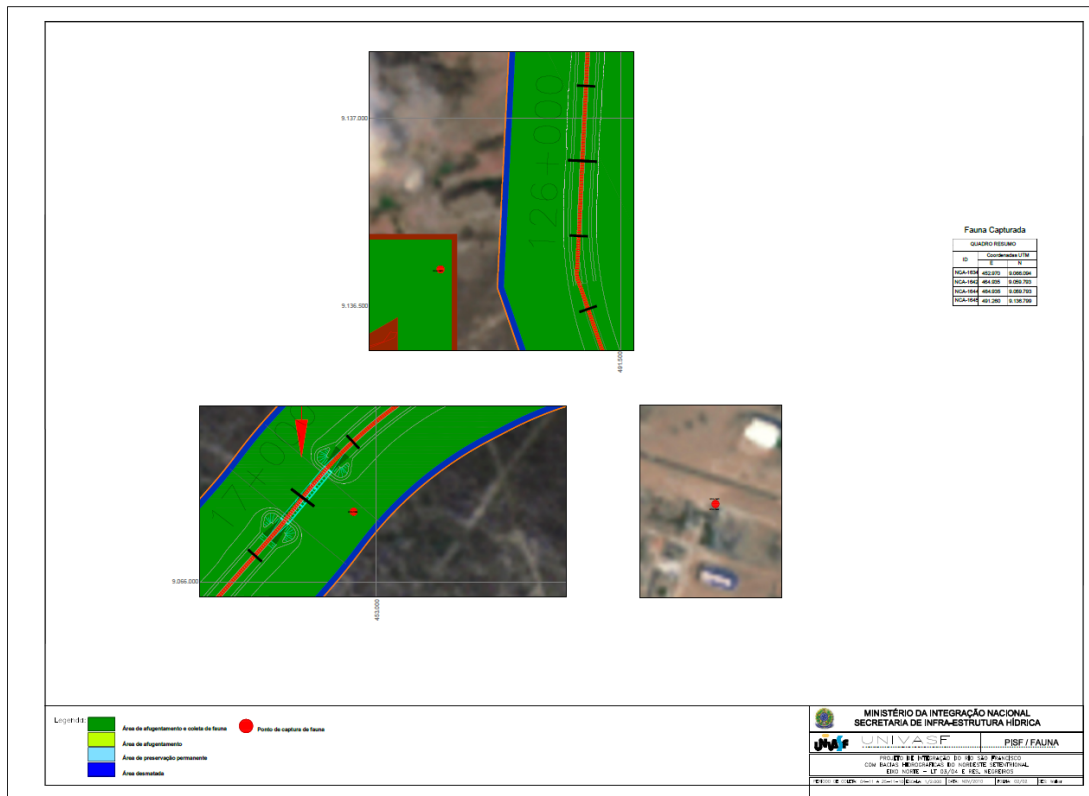 126+000
9.137.000
9.136.500
491.500
Fauna Capturada
QUADRO RESUMO
ID
Coordenadas UTM
E
N
NCA-1634 452.970 9.066.094
NCA-1642 464.935 9.059.793
NCA-1644 464.935 9.059.793
NCA-1645 491.260 9.136.799
17+000
9.066.000
453.000
Legenda:
Área de afugentamento e coleta de fauna
Ponto de captura de fauna
Área de afugentamento
Área de preservação permanente
Área desmatada
MINISTÉRIO DA INTEGRAÇÃO NACIONAL
SECRETARIA DE INFRA-ESTRUTURA HÍDRICA
UNIVASF
PISF / FAUNA
PROJETO DE INTEGRAÇÃO DO RIO SÃO FRANCISCO
COM BACIAS HIDROGRÁFICAS DO NORDESTE SETENTRIONAL
EIXO NORTE - LT 03/04 E RES. NEGREIROS